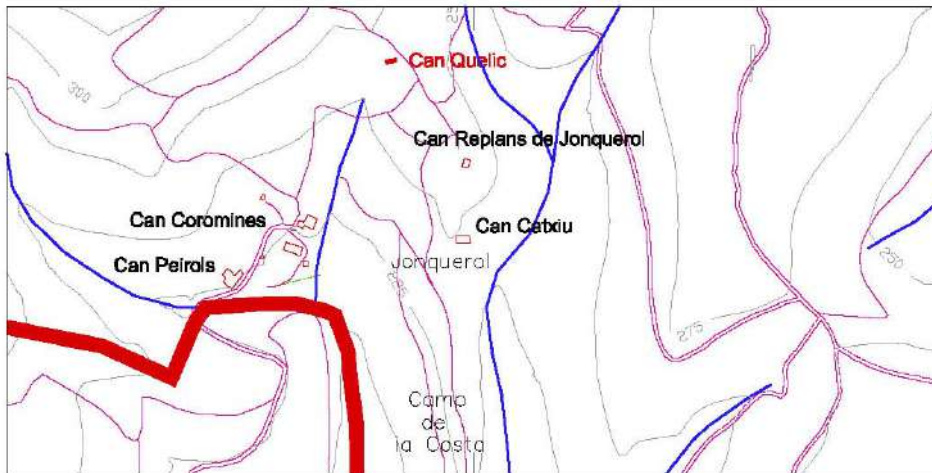 Can Quelic
300
Can Replans de Jonquerol
Can Coromines
Can Catxiu
Can Peirois
Jonquerol
250
275
Camp
de
la Costa